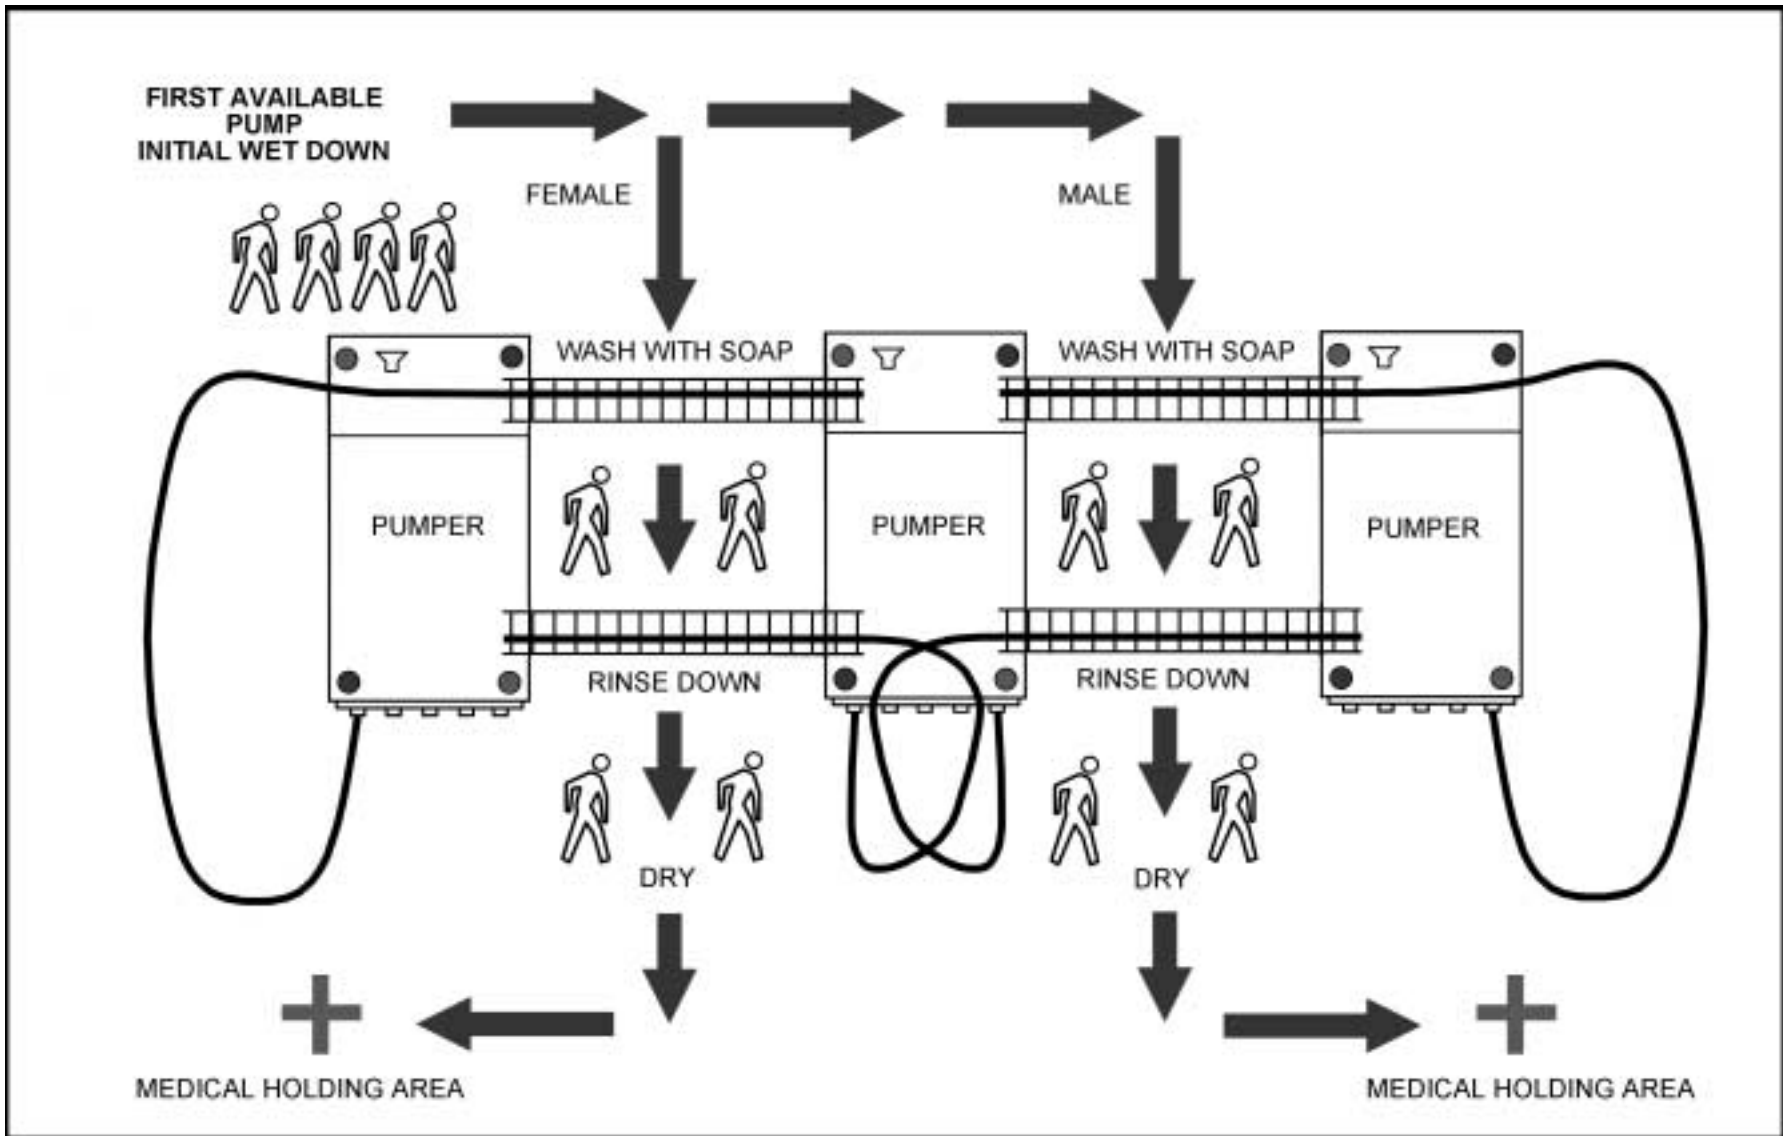 FIRST AVAILABLE
PUMP
INITIAL WET DOWN
FEMALE
MALE
WASH WITH SOAP
WASH WITH SOAP
PUMPER
PUMPER
PUMPER
RINSE DOWN
RINSE DOWN
DRY
DRY
MEDICAL HOLDING AREA
MEDICAL HOLDING AREA